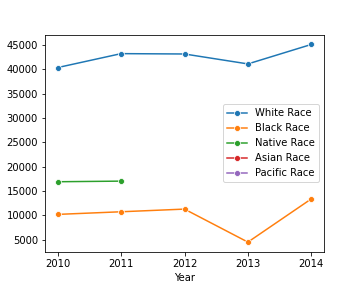 45000
40000
35000
30000
25000
20000
15000
10000
5000
White Race
Black Race
Native Race
Asian Race
Pacific Race
2010 2011 2012 2013 2014
Year